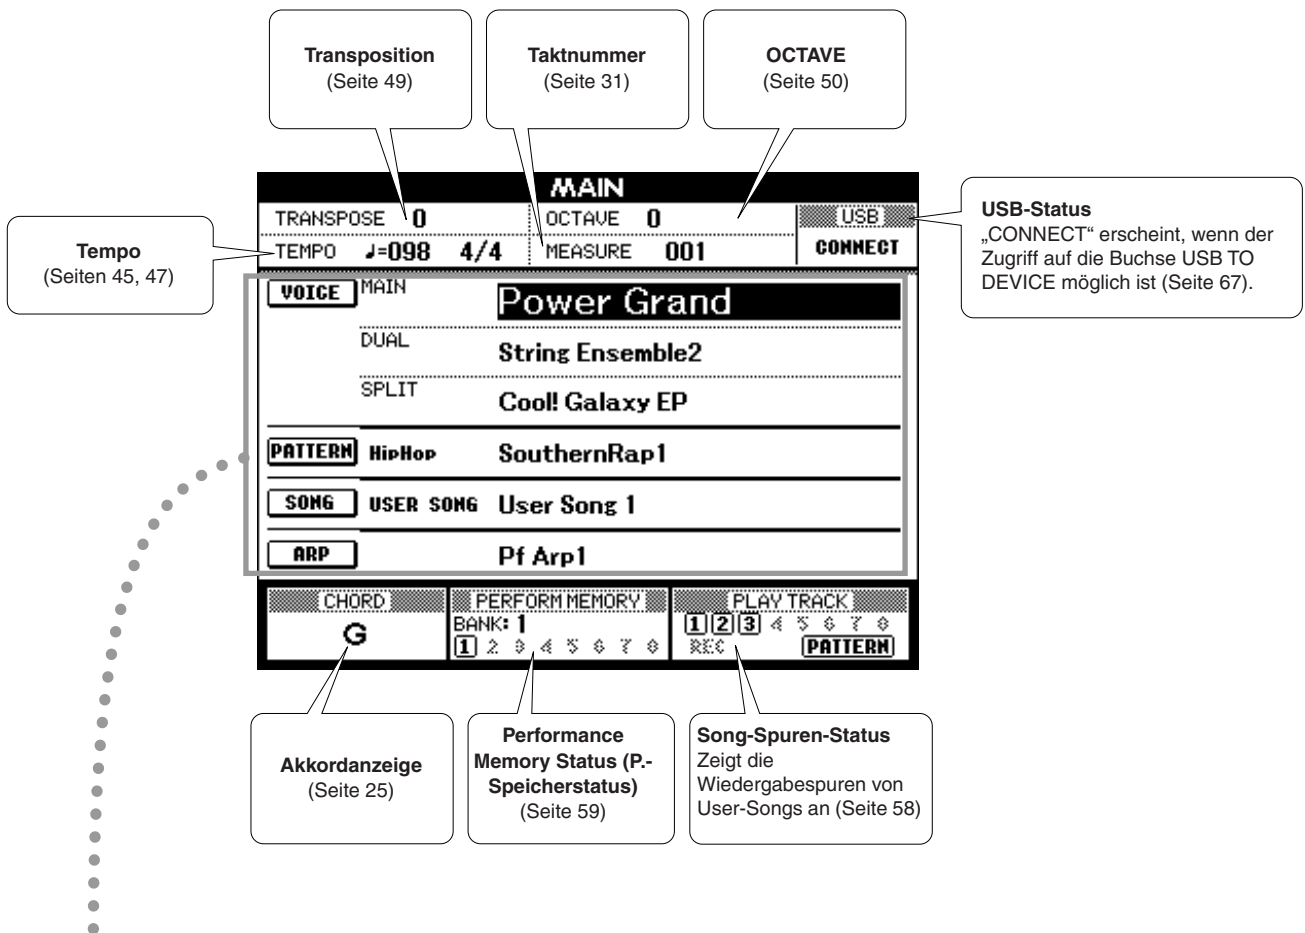 Transposition
(Seite 49)
Taktnummer
(Seite 31)
OCTAVE
(Seite 50)
Tempo
(Seiten 45, 47)
USB-Status
„CONNECT“ erscheint, wenn der
Zugriff auf die Buchse USB TO
DEVICE möglich ist (Seite 67).
MAIN
TRANSPOSE 0
OCTAVE 0
USB
TEMPO ♩=098 4/4
MEASURE 001
CONNECT
VOICE MAIN Power Grand
DUAL String Ensemble2
SPLIT Cool! Galaxy EP
PATTERN HipHop SouthernRap1
SONG USER SONG User Song 1
ARP Pf Arp1
CHORD
G
PERFORM MEMORY
BANK: 1
1 2 3 4 5 6 7 8
PLAY TRACK
1 2 3 4 5 6 7 8
REC PATTERN
Akkordanzeige
(Seite 25)
Performance
Memory Status (P.-
Speicherstatus)
(Seite 59)
Song-Spuren-Status
Zeigt die
Wiedergabespuren von
User-Songs an (Seite 58)